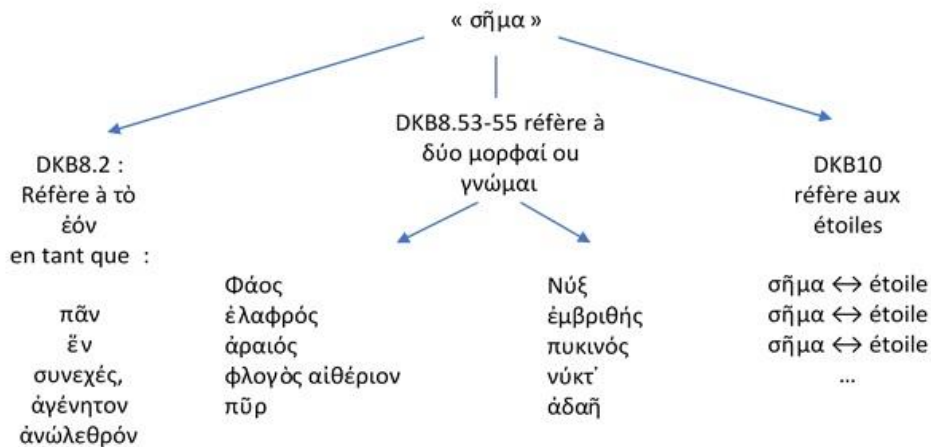 « σῆμα »
DKB8.2 :
Réfère à τὸ
ἐόν
en tant que :
πᾶν
ἕν
συνεχές,
ἀγένητον
ἀνώλεθρόν
DKB8.53-55 réfère à
δύο μορφαί ou
γνώμαι
Φάος
ἐλαφρός
ἀραιός
φλογὸς αἰθέριον
πῦρ
Νύξ
ἐμβριθής
πυκινός
νύκτ᾽
ἀδαῆ
DKB10
réfère aux
étoiles
σῆμα ↔ étoile
σῆμα ↔ étoile
σῆμα ↔ étoile
...